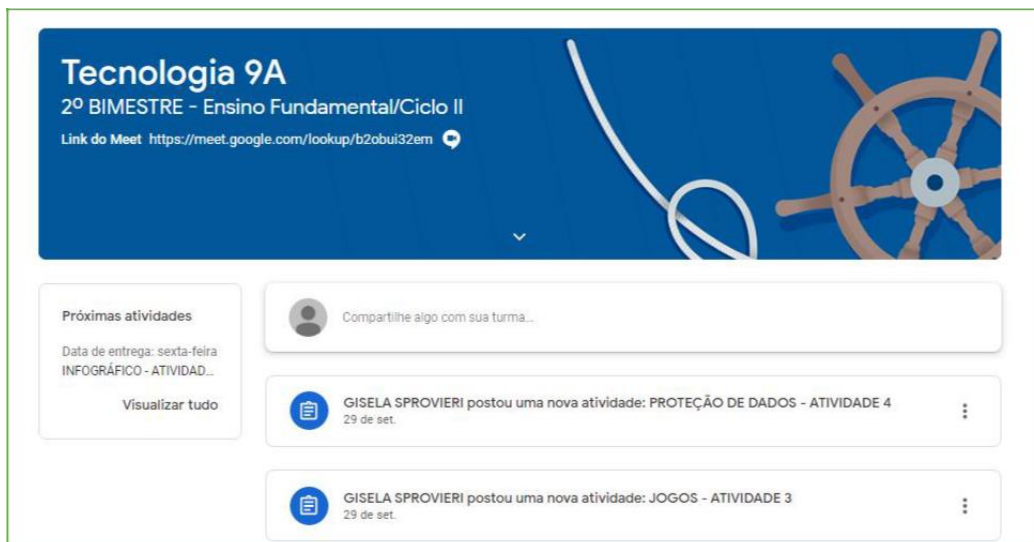 Tecnologia 9A
2º BIMESTRE - Ensino Fundamental/Ciclo II
Link do Meet https://meet.google.com/lookup/b2obui32em
Próximas atividades
Data de entrega: sexta-feira
INFOGRÁFICO - ATIVIDAD...
Visualizar tudo
Compartilhe algo com sua turma...
GISELA SPROVIERI postou uma nova atividade: PROTEÇÃO DE DADOS - ATIVIDADE 4
29 de set.
GISELA SPROVIERI postou uma nova atividade: JOGOS - ATIVIDADE 3
29 de set.